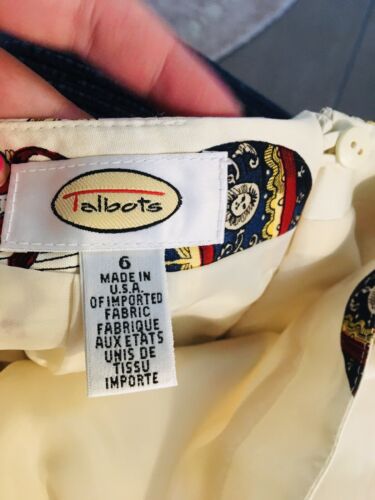 Talbots
6
MADE IN
U.S.A.
OF IMPORTED
FABRIC
FABRIQUE
AUX ETATS
UNIS DE
TISSU
IMPORTE